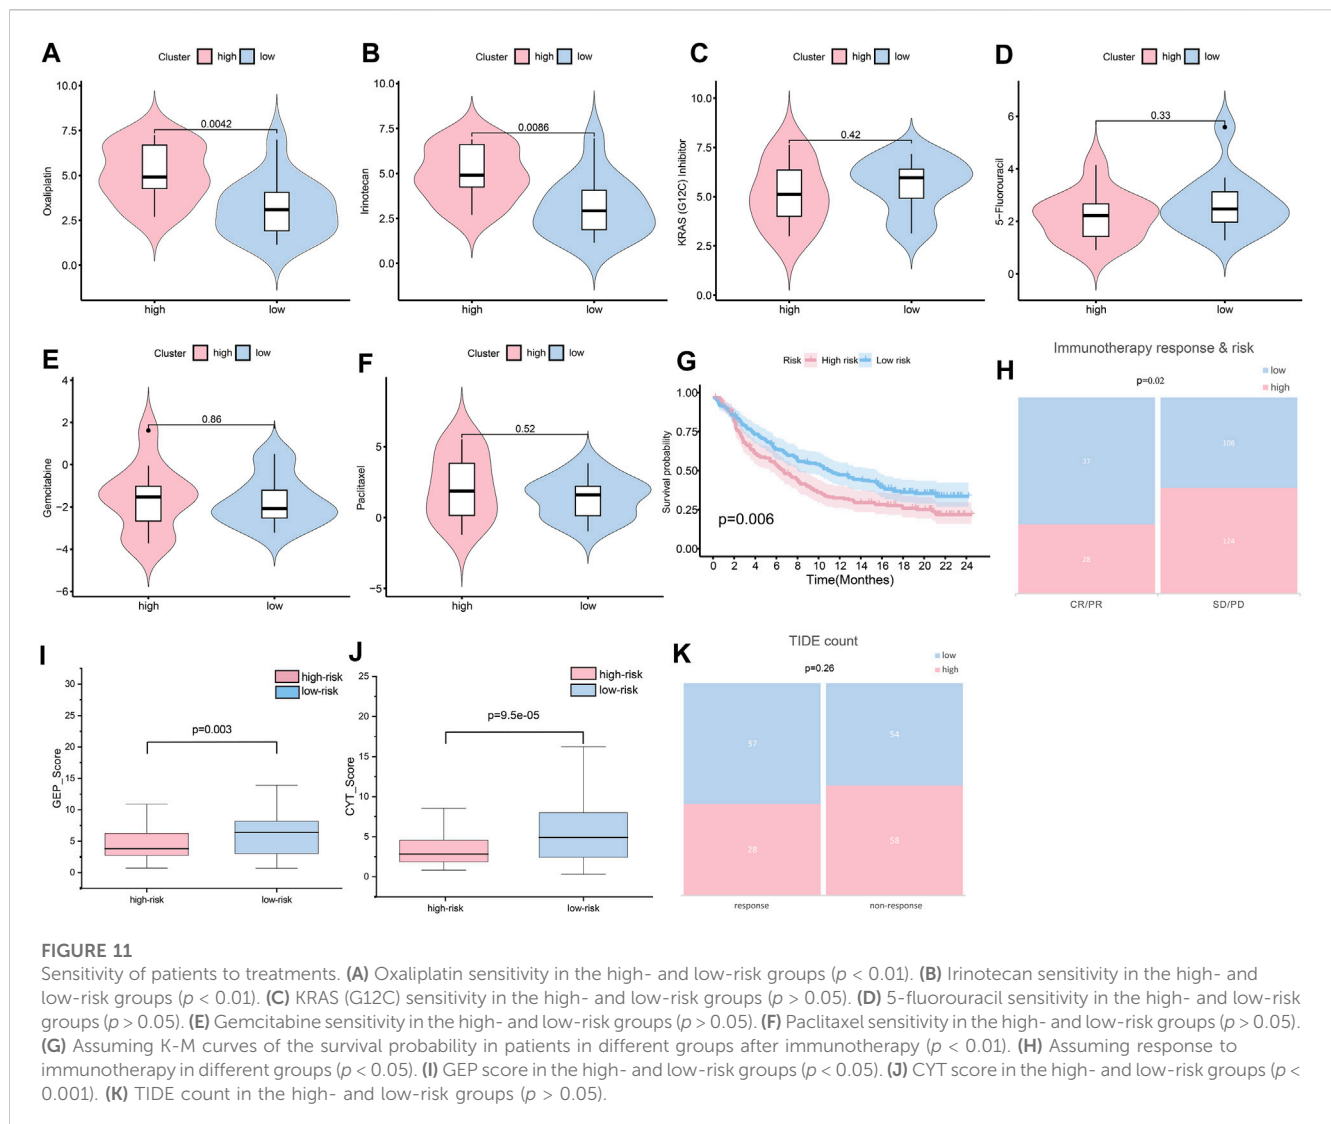 A
Cluster high low
Oxaliplatin
10.0
7.5
5.0
2.5
0.0
0.0042
high low
B
Cluster high low
Irinotecan
10.0
7.5
5.0
2.5
0.0
0.0086
high low
C
Cluster high low
KRAS (G12C) Inhibitor
10.0
7.5
5.0
2.5
0.0
0.42
high low
D
Cluster high low
5-Fluorouracil
6
4
2
0
0.33
high low
E
Cluster high low
Gemcitabine
4
2
0
−2
−4
−6
0.86
high low
F
Cluster high low
Paclitaxel
5
0
−5
0.52
high low
G
Risk High risk Low risk
Survival probability
1.00
0.75
0.50
0.25
0.00
p=0.006
0 2 4 6 8 10 12 14 16 18 20 22 24
Time(Monthes)
H
Immunotherapy response & risk
p=0.02
low
high
37
106
28
124
CR/PR SD/PD
I
high-risk
low-risk
GEP_Score
30
25
20
15
10
5
0
p=0.003
high-risk low-risk
J
high-risk
low-risk
CYT_Score
25
20
15
10
5
0
p=9.5e-05
high-risk low-risk
K
TIDE count
p=0.26
low
high
57
54
28
58
response non-response
FIGURE 11
Sensitivity of patients to treatments. (A) Oxaliplatin sensitivity in the high- and low-risk groups (p < 0.01). (B) Irinotecan sensitivity in the high- and
low-risk groups (p < 0.01). (C) KRAS (G12C) sensitivity in the high- and low-risk groups (p > 0.05). (D) 5-fluorouracil sensitivity in the high- and low-risk
groups (p > 0.05). (E) Gemcitabine sensitivity in the high- and low-risk groups (p > 0.05). (F) Paclitaxel sensitivity in the high- and low-risk groups (p > 0.05).
(G) Assuming K-M curves of the survival probability in patients in different groups after immunotherapy (p < 0.01). (H) Assuming response to
immunotherapy in different groups (p < 0.05). (I) GEP score in the high- and low-risk groups (p < 0.05). (J) CYT score in the high- and low-risk groups (p <
0.001). (K) TIDE count in the high- and low-risk groups (p > 0.05).